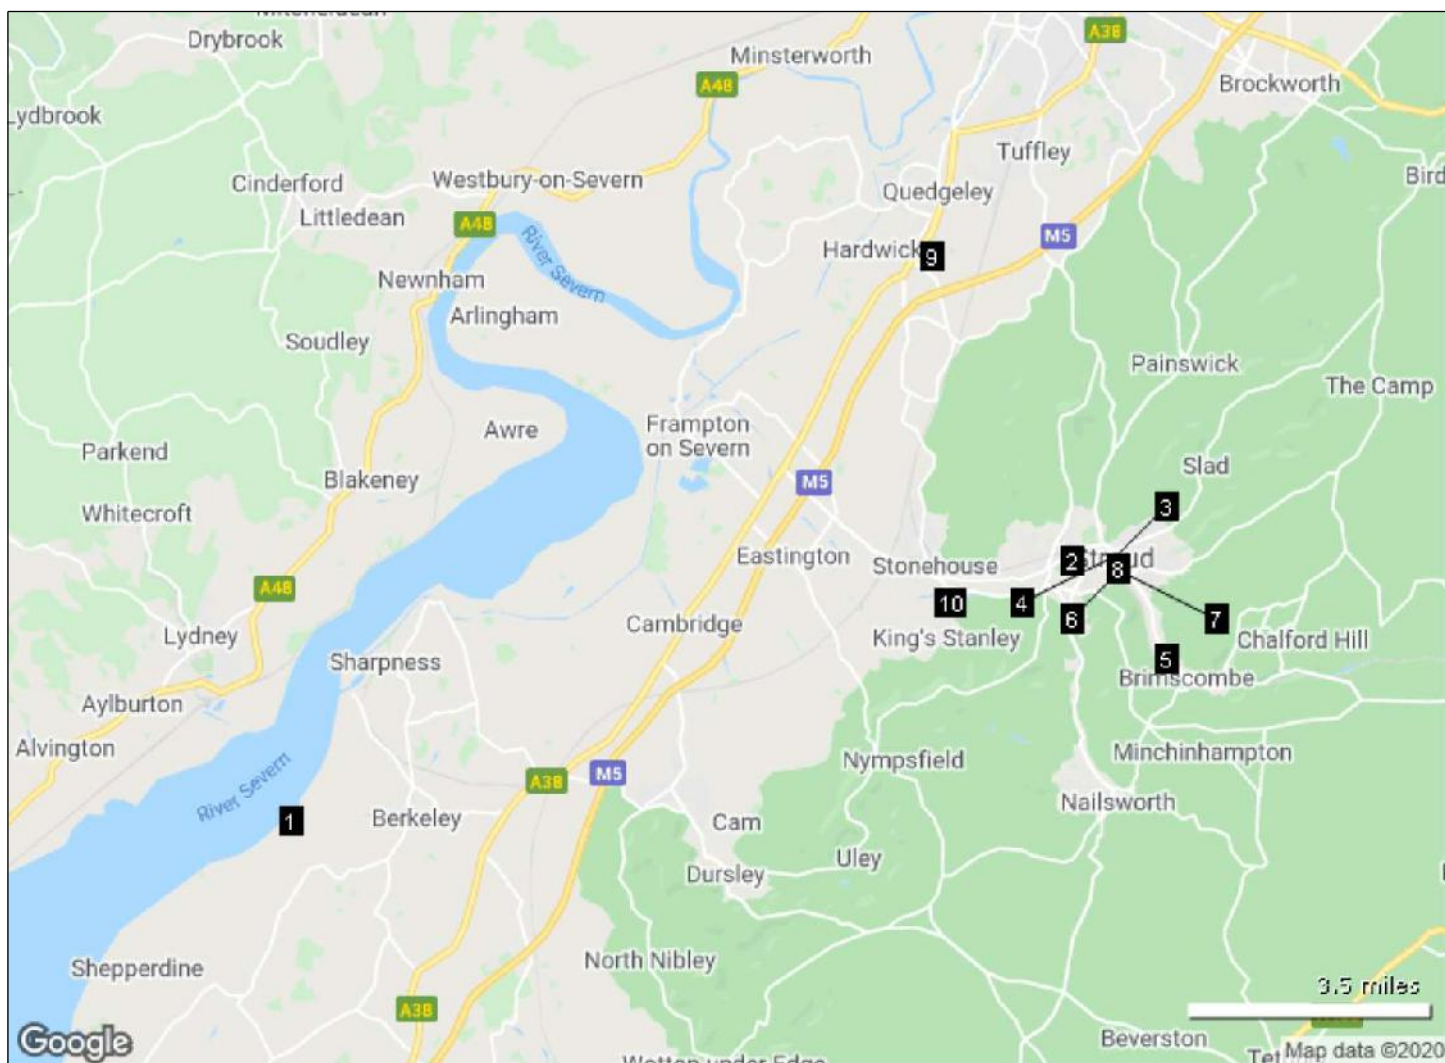 Drybrook
Minsterworth
A38
A48
Brockworth
Lydbrook
Tuffley
Cinderford
Westbury-on-Severn
Quedgeley
Bird
Littledean
A48
River Severn
M5
Hardwick
9
Newnham
Arlingham
Soudley
Painswick
The Camp
Awre
Frampton
on Severn
Parkend
Slad
Blakeney
M5
Whitecroft
3
Eastington
Stonehouse
2
Stroud
8
A48
10
4
6
7
Lydney
Cambridge
King's Stanley
Chalford Hill
Sharpness
5
Brimscombe
Aylburton
Alvington
Nympsfield
Minchinhampton
River Severn
A38
M5
Nailsworth
1
Berkeley
Cam
Uley
Dursley
Shepperdine
North Nibley
3.5 miles
A38
Google
Beverston
Map data ©2020